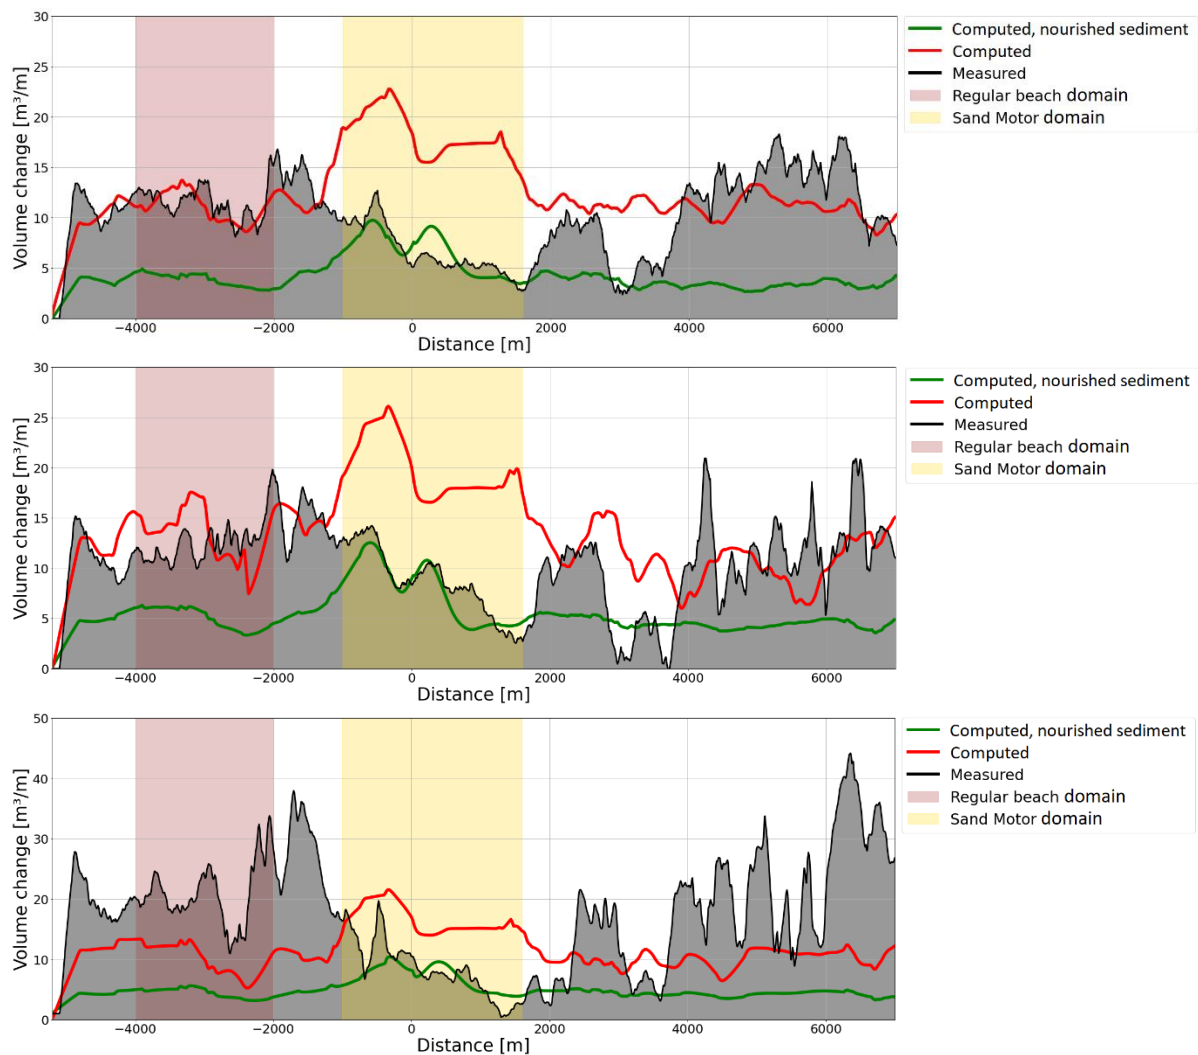 30
25
20
15
10
5
0
Volume change [m³/m]
−4000
−2000
0
2000
4000
6000
Distance [m]
Computed, nourished sediment
Computed
Measured
Regular beach domain
Sand Motor domain
30
25
20
15
10
5
0
Volume change [m³/m]
−4000
−2000
0
2000
4000
6000
Distance [m]
Computed, nourished sediment
Computed
Measured
Regular beach domain
Sand Motor domain
50
40
30
20
10
0
Volume change [m³/m]
−4000
−2000
0
2000
4000
6000
Distance [m]
Computed, nourished sediment
Computed
Measured
Regular beach domain
Sand Motor domain